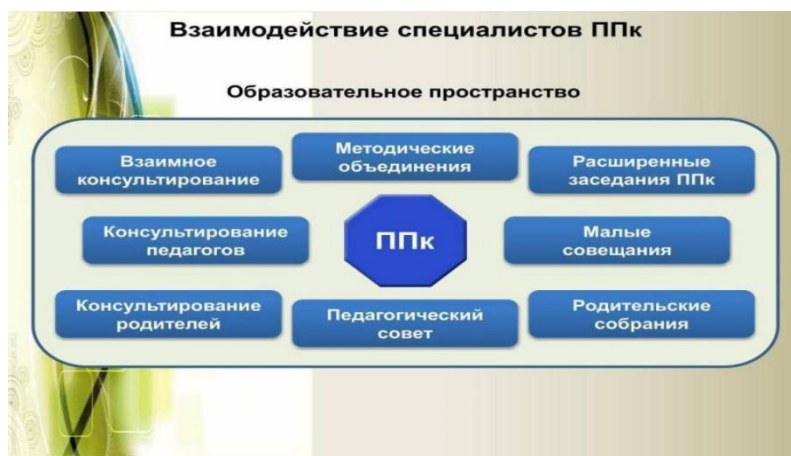 Взаимодействие специалистов ППк
Образовательное пространство
Взаимное
консультирование
Методические
объединения
Расширенные
заседания ППк
Консультирование
педагогов
ППк
Малые
совещания
Консультирование
родителей
Педагогический
совет
Родительские
собрания